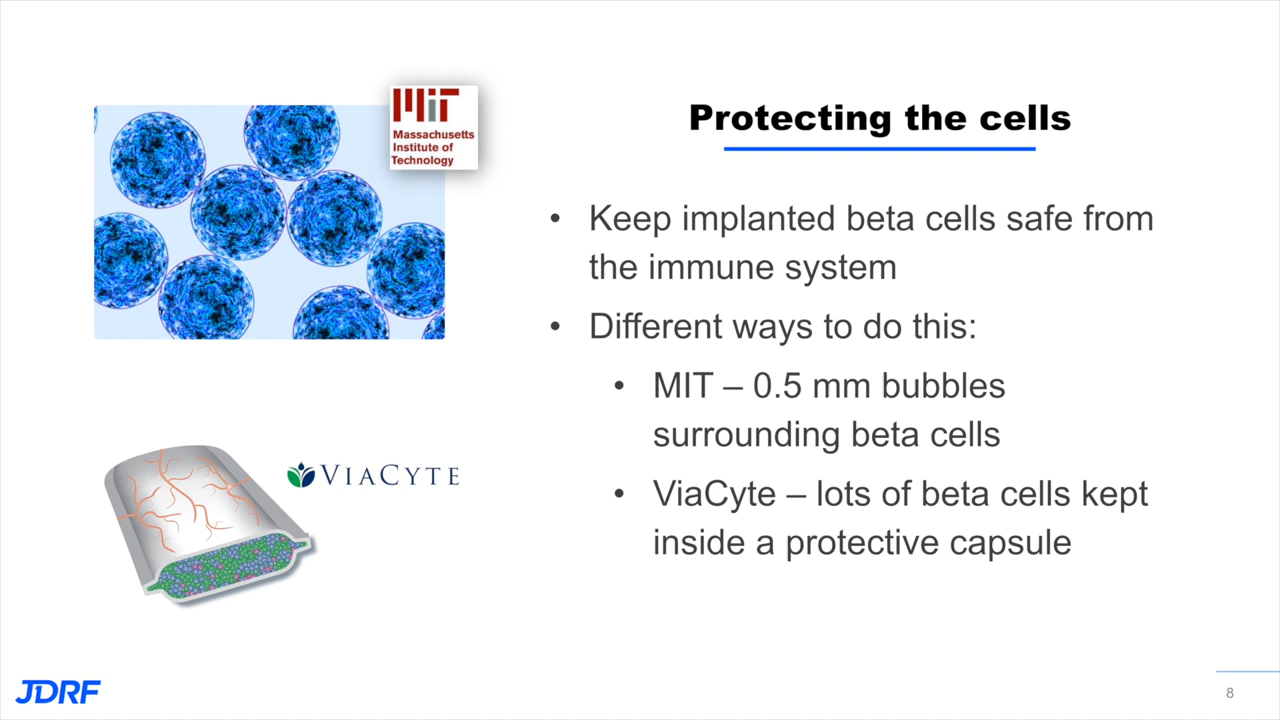 MiT
Massachusetts
Institute of
Technology
Protecting the cells
• Keep implanted beta cells safe from
the immune system
• Different ways to do this:
• MIT – 0.5 mm bubbles
surrounding beta cells
• ViaCyte – lots of beta cells kept
inside a protective capsule
VIACYTE
JDRF
8